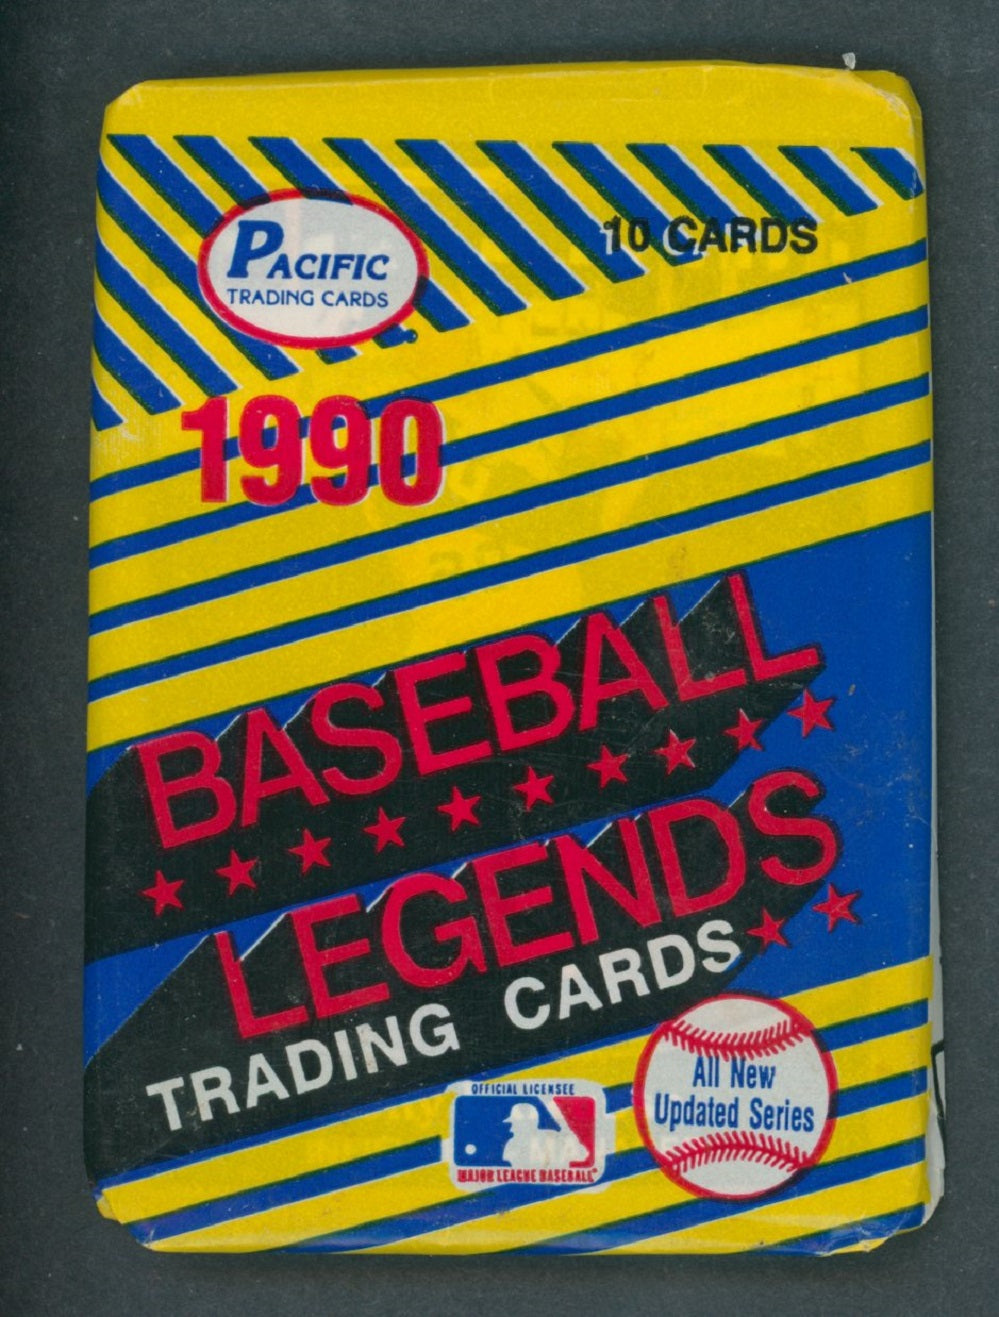 PACIFIC
TRADING CARDS
10 CARDS
1990
BASEBALL
LEGENDS
TRADING CARDS
All New
Updated Series
OFFICIAL LICENSEE
MAJOR LEAGUE BASEBALL